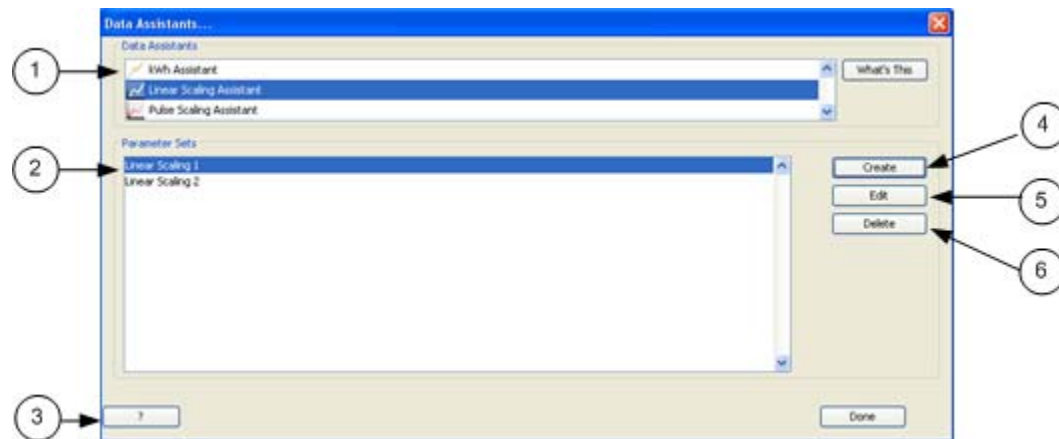 Data Assistants...
Data Assistants
1
kWh Assistant
What's This
Linear Scaling Assistant
Pulse Scaling Assistant
Parameter Sets
4
2
Linear Scaling 1
Create
Linear Scaling 2
Edit
5
Delete
6
3
?
Done